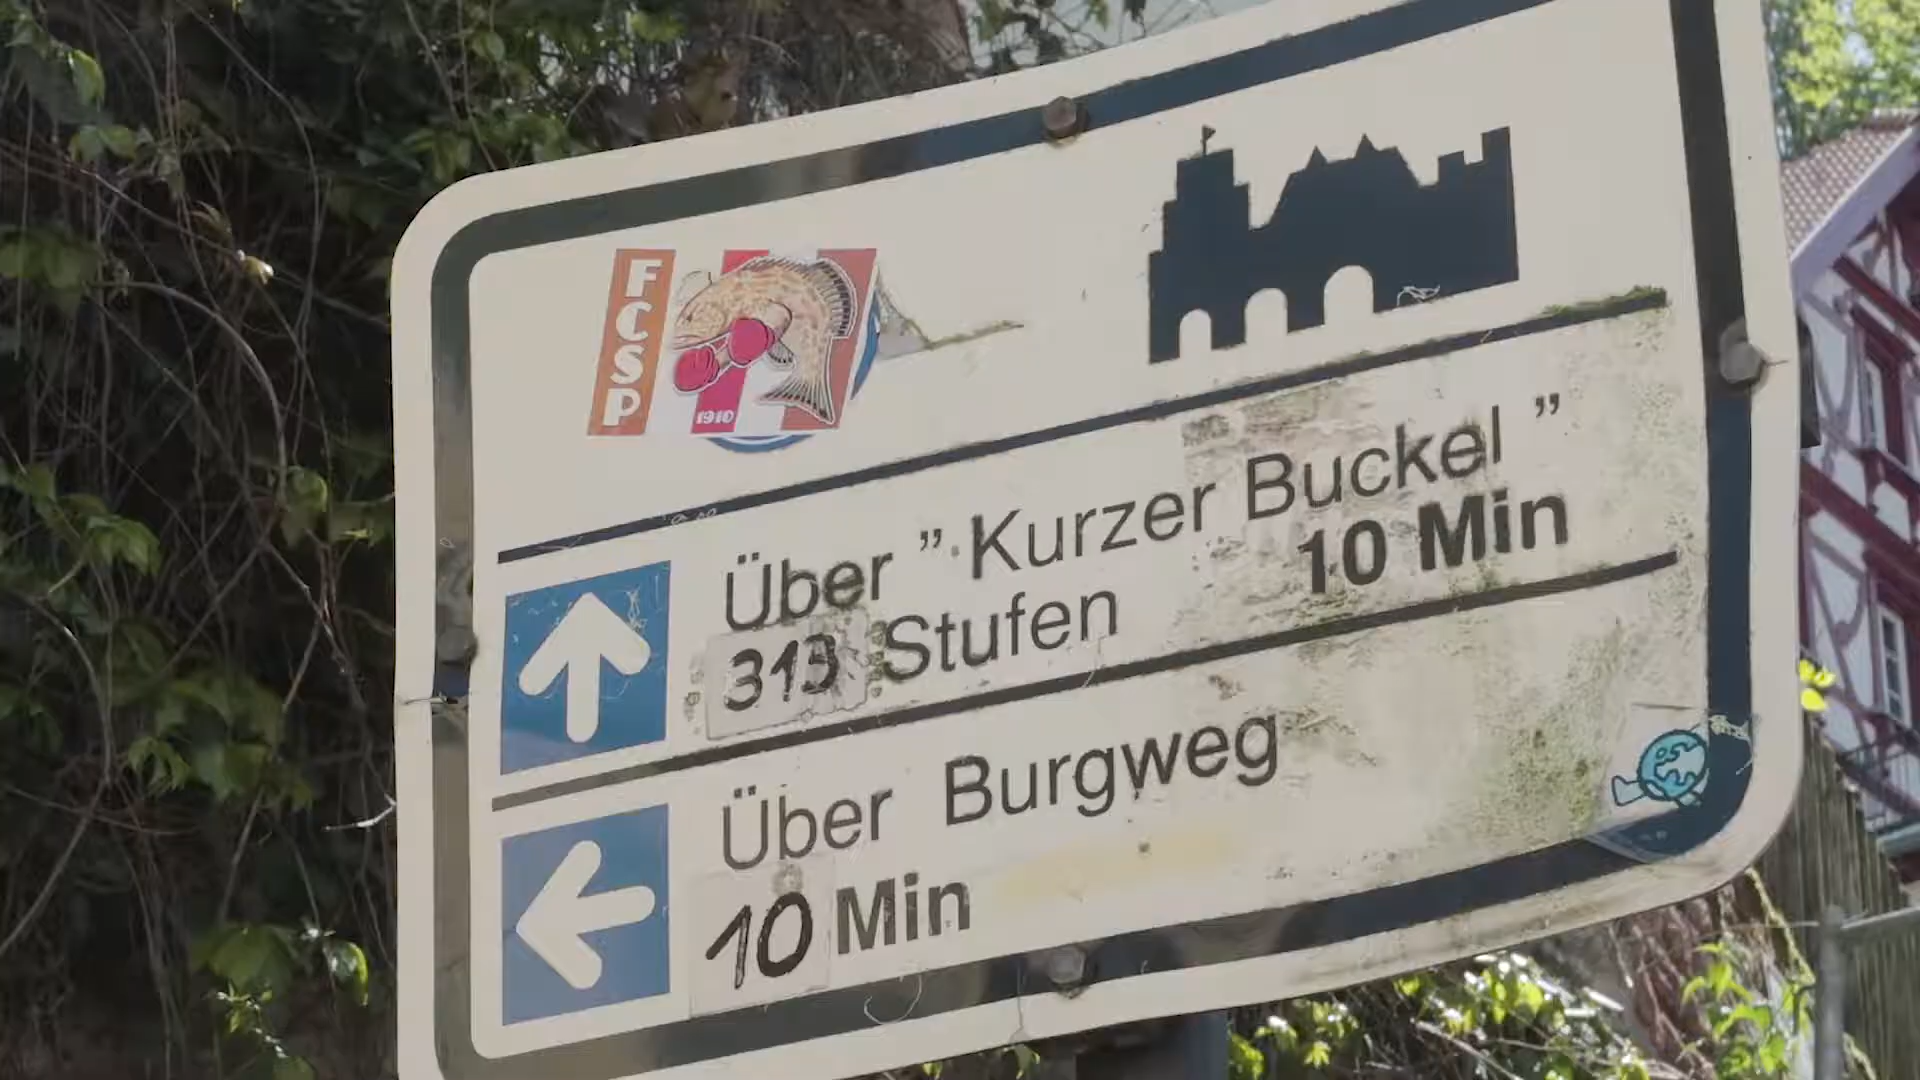 FCSP
1910
Über ”Kurzer Buckel”
313 Stufen 10 Min
Über Burgweg
10 Min